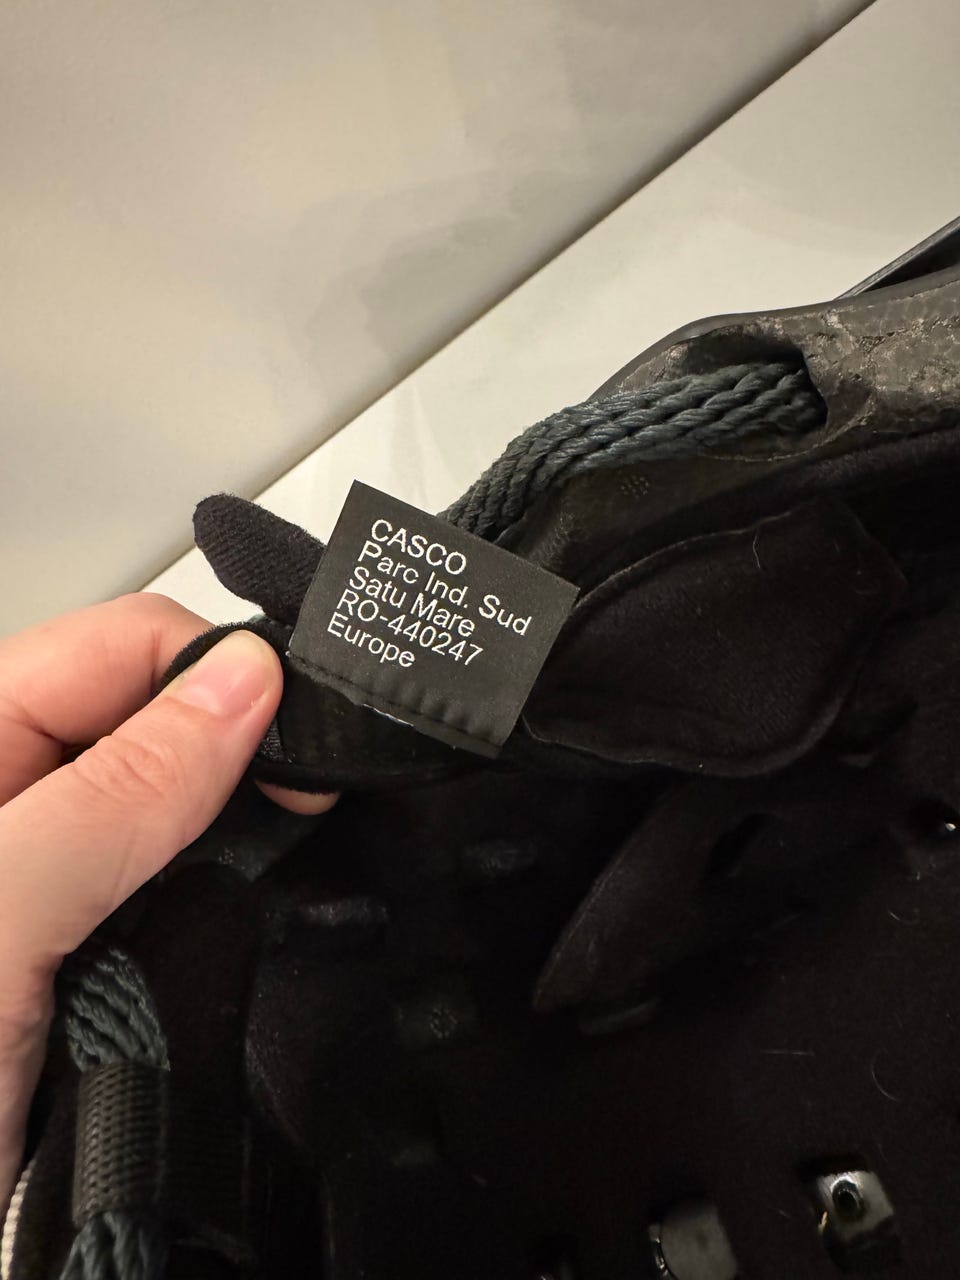 CASCO
Parc Ind. Sud
Satu Mare
RO-440247
Europe